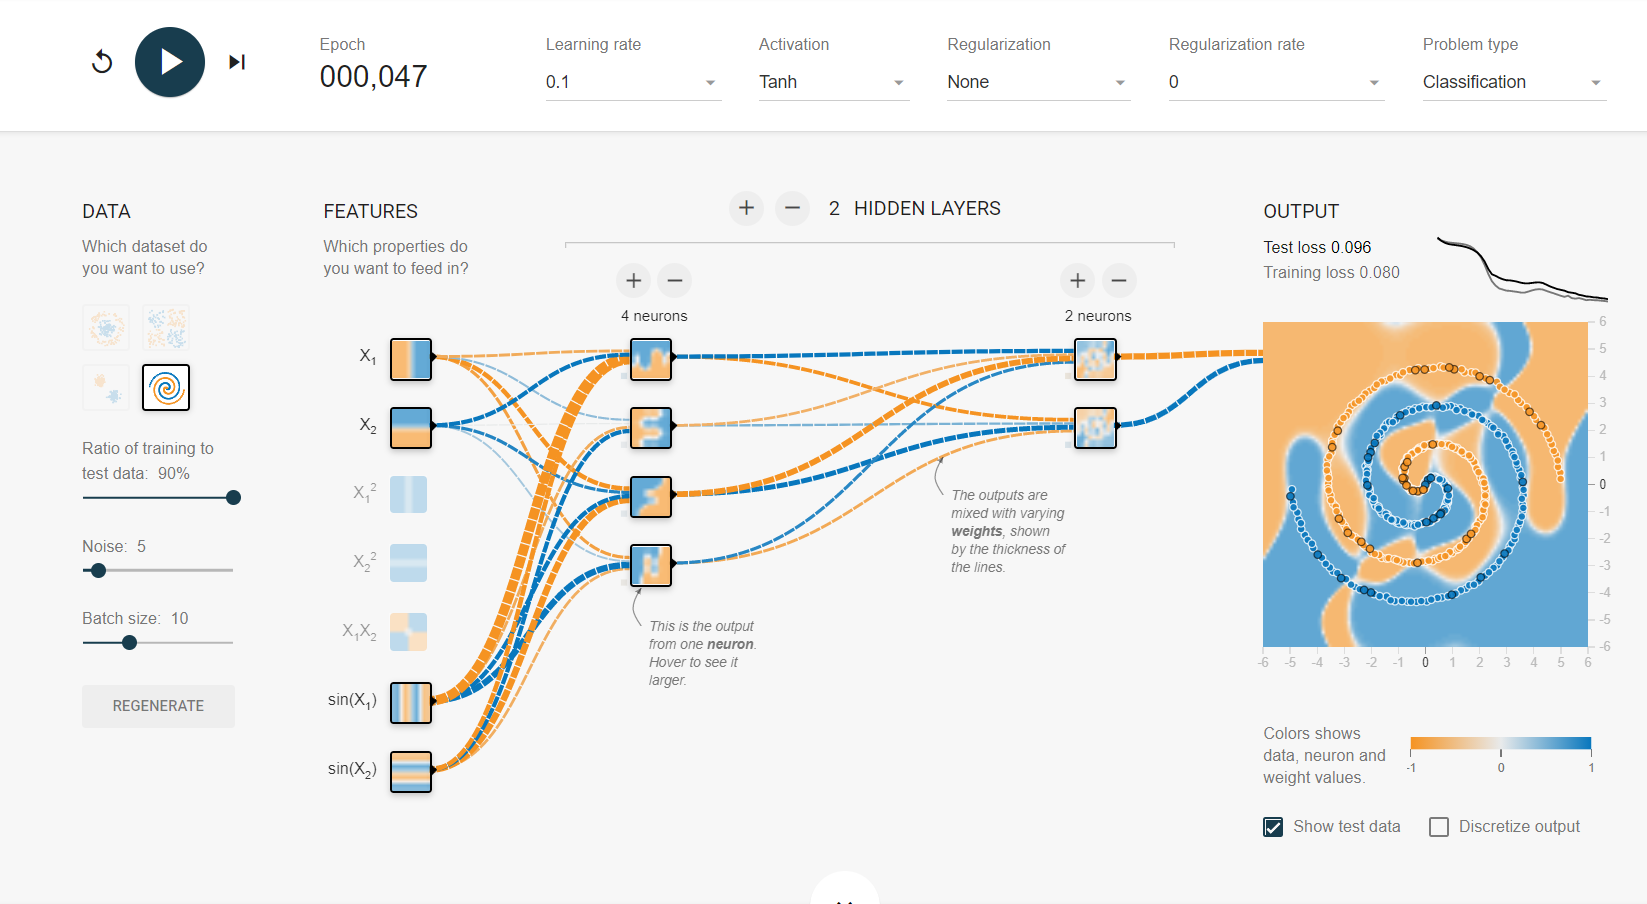 Epoch
000,047
Learning rate
0.1
Activation
Tanh
Regularization
None
Regularization rate
0
Problem type
Classification
DATA
Which dataset do
you want to use?
Ratio of training to
test data: 90%
Noise: 5
Batch size: 10
REGENERATE
FEATURES
Which properties do
you want to feed in?
X1
X2
X1²
X2²
X1X2
sin(X1)
sin(X2)
+ − 2 HIDDEN LAYERS
+ −
4 neurons
+ −
2 neurons
The outputs are
mixed with varying
weights, shown
by the thickness of
the lines.
This is the output
from one neuron.
Hover to see it
larger.
OUTPUT
Test loss 0.096
Training loss 0.080
6
5
4
3
2
1
0
-1
-2
-3
-4
-5
-6
-6 -5 -4 -3 -2 -1 0 1 2 3 4 5 6
Colors shows
data, neuron and
weight values.
-1 0 1
Show test data
Discretize output